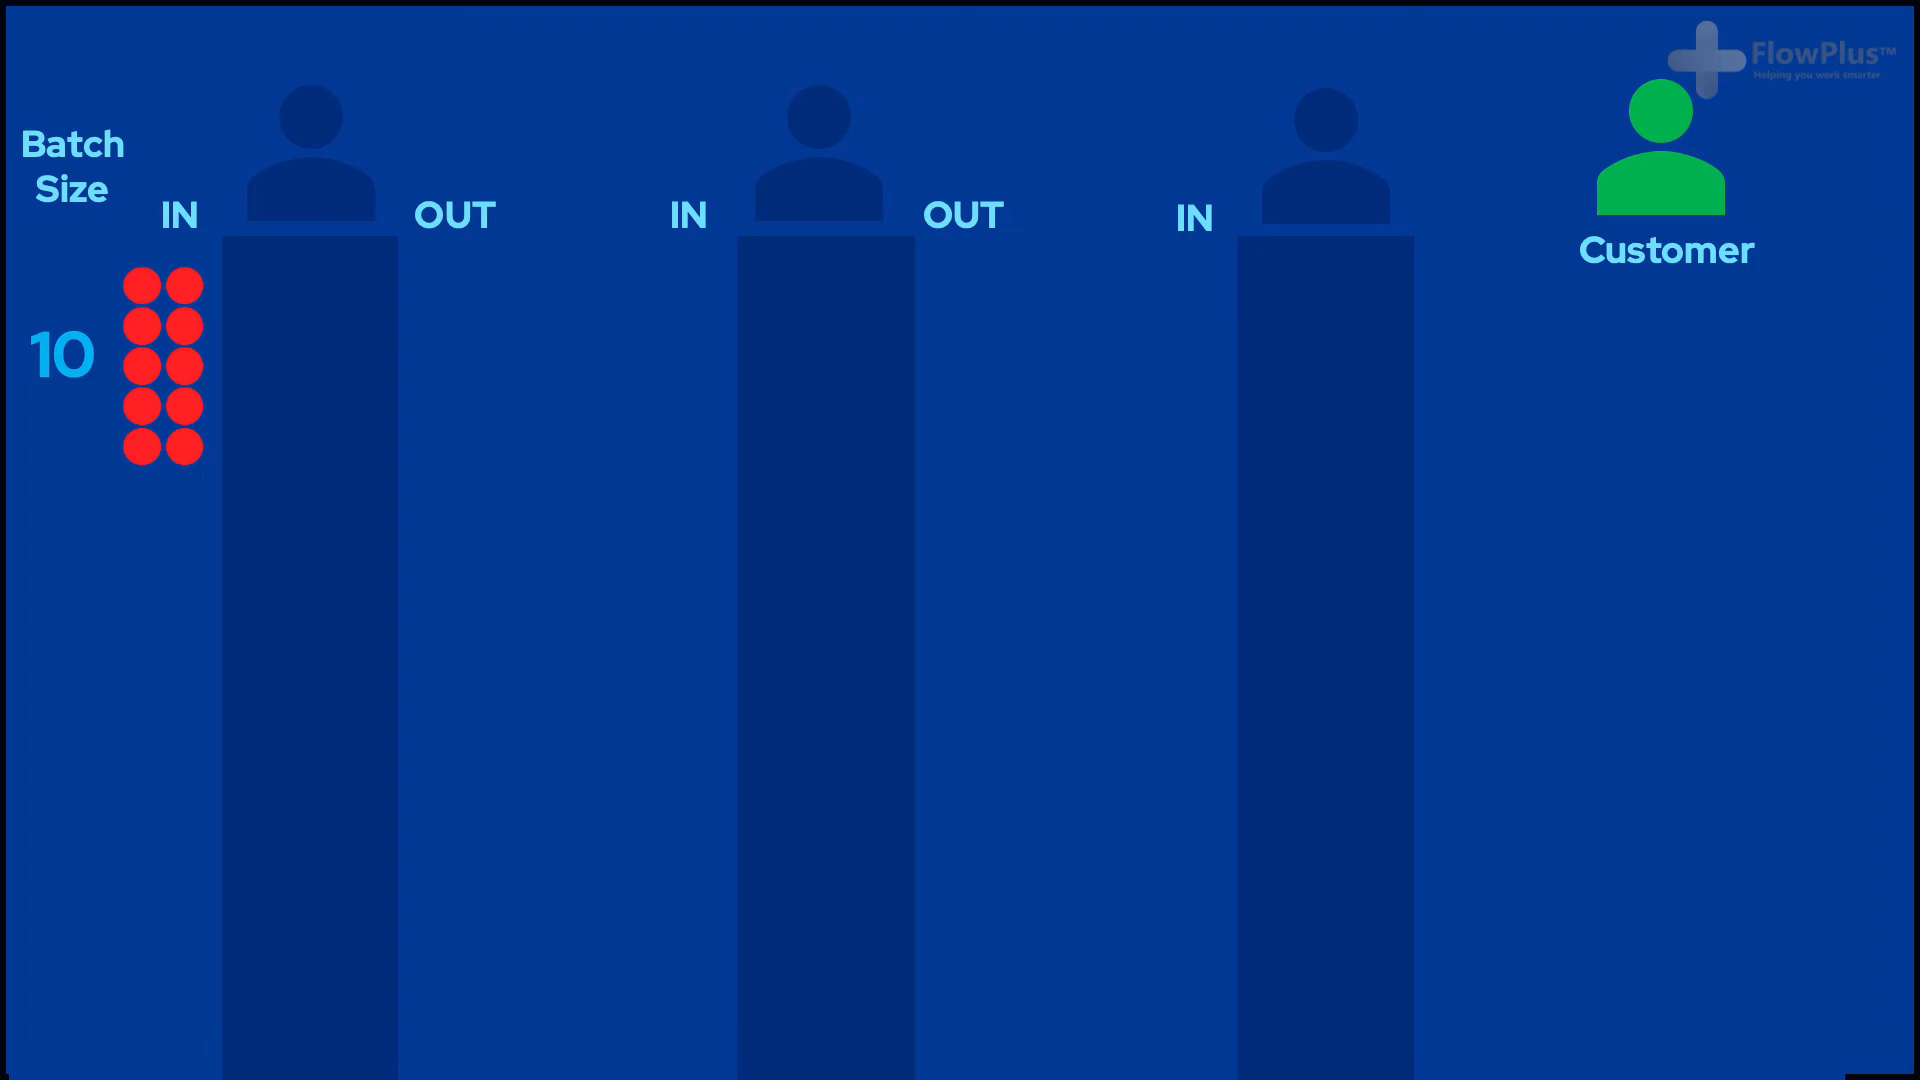 FlowPlus™
Helping you work smarter
Batch
Size
IN
OUT
IN
OUT
IN
Customer
10